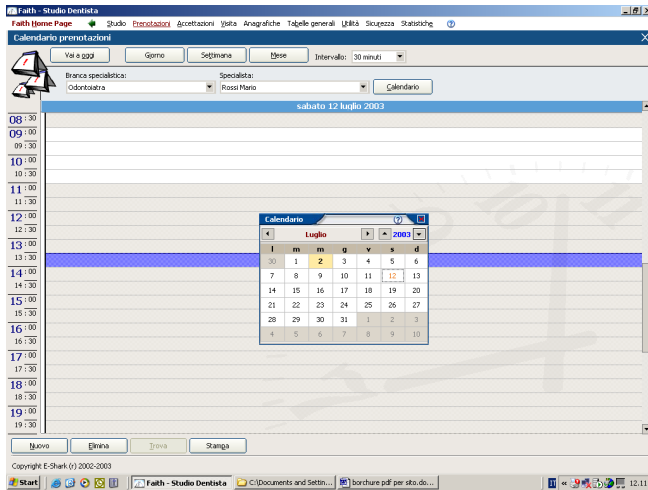 Faith - Studio Dentista
Faith Home Page Studio Prenotazioni Accettazioni Visita Anagrafiche Tabelle generali Utilità Sicurezza Statistiche
Calendario prenotazioni
Vai a oggi Giorno Settimana Mese Intervallo: 30 minuti
Branca specialistica: Specialista:
Odontoiatra Rossi Mario Calendario
sabato 12 luglio 2003
08 : 30
09 : 00
09 : 30
10 : 00
10 : 30
11 : 00
11 : 30
12 : 00
12 : 30
13 : 00
13 : 30
14 : 00
14 : 30
15 : 00
15 : 30
16 : 00
16 : 30
17 : 00
17 : 30
18 : 00
18 : 30
19 : 00
19 : 30
Calendario
Luglio 2003
l m m g v s d
30 1 2 3 4 5 6
7 8 9 10 11 12 13
14 15 16 17 18 19 20
21 22 23 24 25 26 27
28 29 30 31 1 2 3
4 5 6 7 8 9 10
Nuovo Elimina Trova Stampa
Copyright E-Shark (r) 2002-2003
Start Faith - Studio Dentista C:\Documents and Settin... borchure pdf per sito.do... IT « 12.11